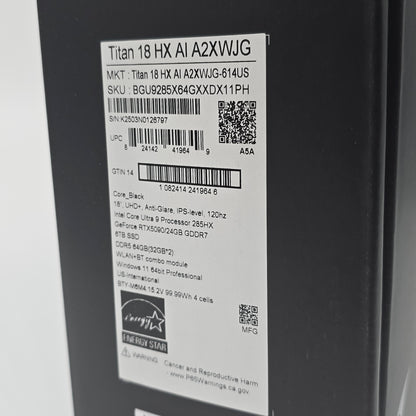 Titan 18 HX AI A2XWJG
MKT : Titan 18 HX AI A2XWJG-614US
SKU : BGU9285X64GXXDX11PH
S/N:K2503N0126797
UPC
8 24142 41964 9
A5A
GTIN 14
1 082414 241964 6
Core_Black
18", UHD+, Anti-Glare, IPS-level, 120hz
Intel Core Ultra 9 Processor 285HX
GeForce RTX5090/24GB GDDR7
6TB SSD
DDR5 64GB(32GB*2)
WLAN+BT combo module
Windows 11 64bit Professional
US-International
BTY-M6M4 15.2V 99.99Wh 4 cells
energy
ENERGY STAR
MFG
WARNING: Cancer and Reproductive Harm
- www.P65Warnings.ca.gov